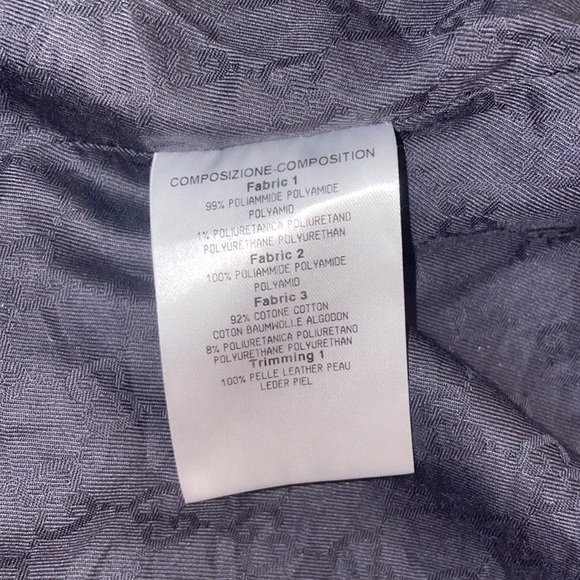 COMPOSIZIONE-COMPOSITION
Fabric 1
99% POLIAMMIDE POLYAMIDE
POLYAMID
1% POLIURETANICA POLIURETANO
POLYURETHANE POLYURETHAN
Fabric 2
100% POLIAMMIDE POLYAMIDE
POLYAMID
Fabric 3
92% COTONE COTTON
COTON BAUMWOLLE ALGODON
8% POLIURETANICA POLIURETANO
POLYURETHANE POLYURETHAN
Trimming 1
100% PELLE LEATHER PEAU
LEDER PIEL